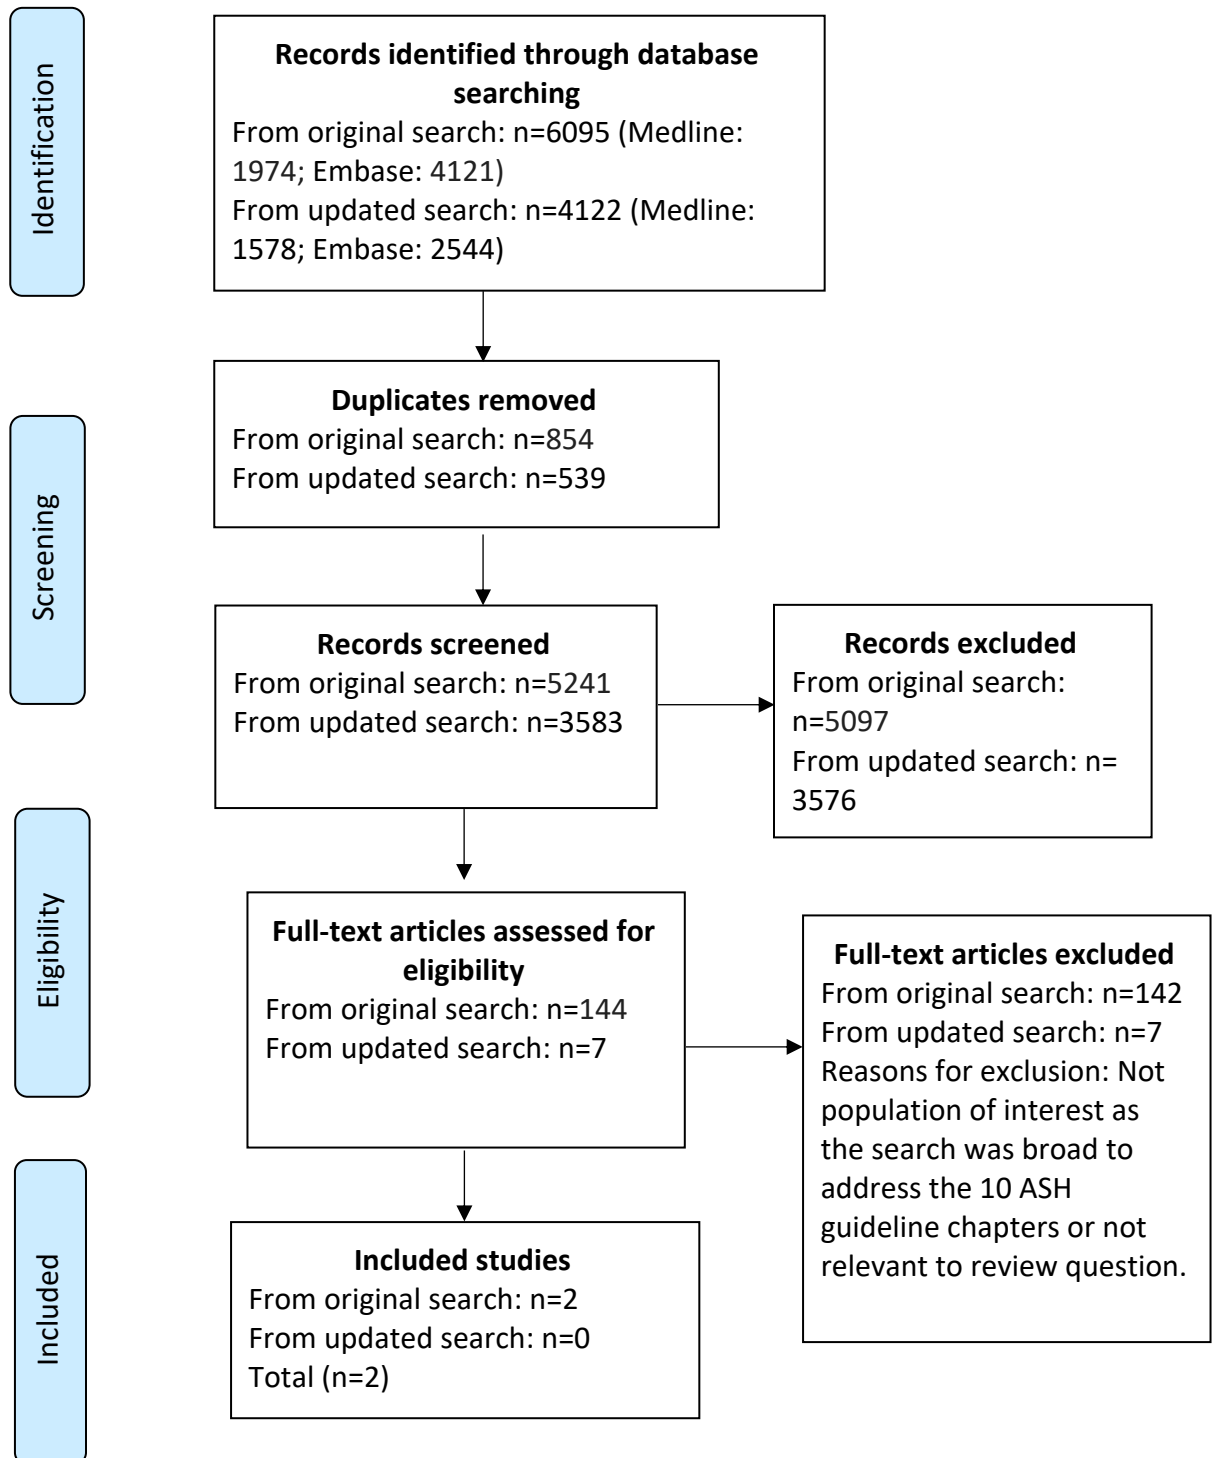 Identification
Records identified through database
searching
From original search: n=6095 (Medline:
1974; Embase: 4121)
From updated search: n=4122 (Medline:
1578; Embase: 2544)
Screening
Duplicates removed
From original search: n=854
From updated search: n=539
Records screened
From original search: n=5241
From updated search: n=3583
Records excluded
From original search:
n=5097
From updated search: n=
3576
Eligibility
Full-text articles assessed for
eligibility
From original search: n=144
From updated search: n=7
Full-text articles excluded
From original search: n=142
From updated search: n=7
Reasons for exclusion: Not
population of interest as
the search was broad to
address the 10 ASH
guideline chapters or not
relevant to review question.
Included
Included studies
From original search: n=2
From updated search: n=0
Total (n=2)